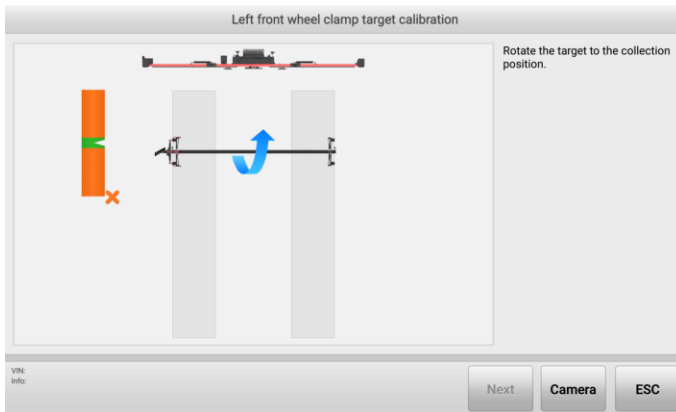 Left front wheel clamp target calibration
Rotate the target to the collection
position.
VIN:
Info:
Next
Camera
ESC